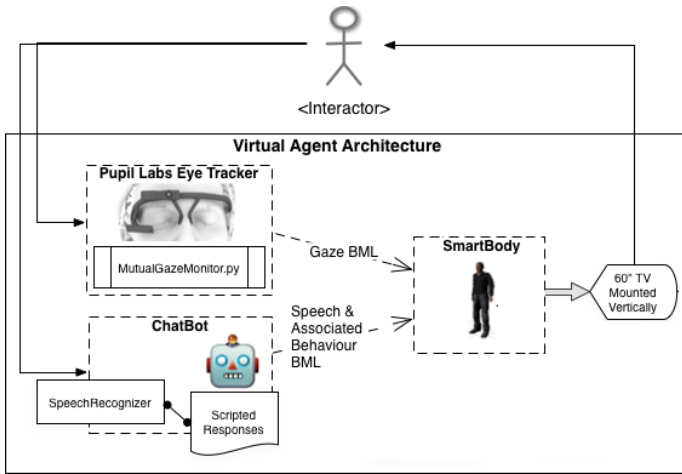 <Interactor>
Virtual Agent Architecture
Pupil Labs Eye Tracker
MutualGazeMonitor.py
Gaze BML
SmartBody
60" TV
Mounted
Vertically
Speech &
Associated
Behaviour
BML
ChatBot
SpeechRecognizer
Scripted
Responses